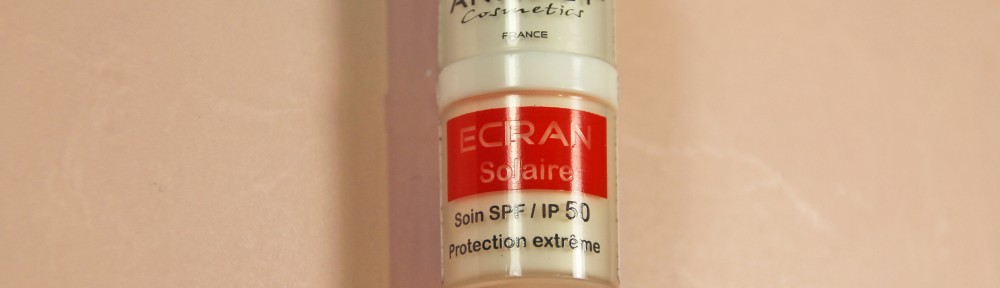 Cosmetics
FRANCE
ECRAN
Solaire
Soin SPF / IP 50
Protection extrême